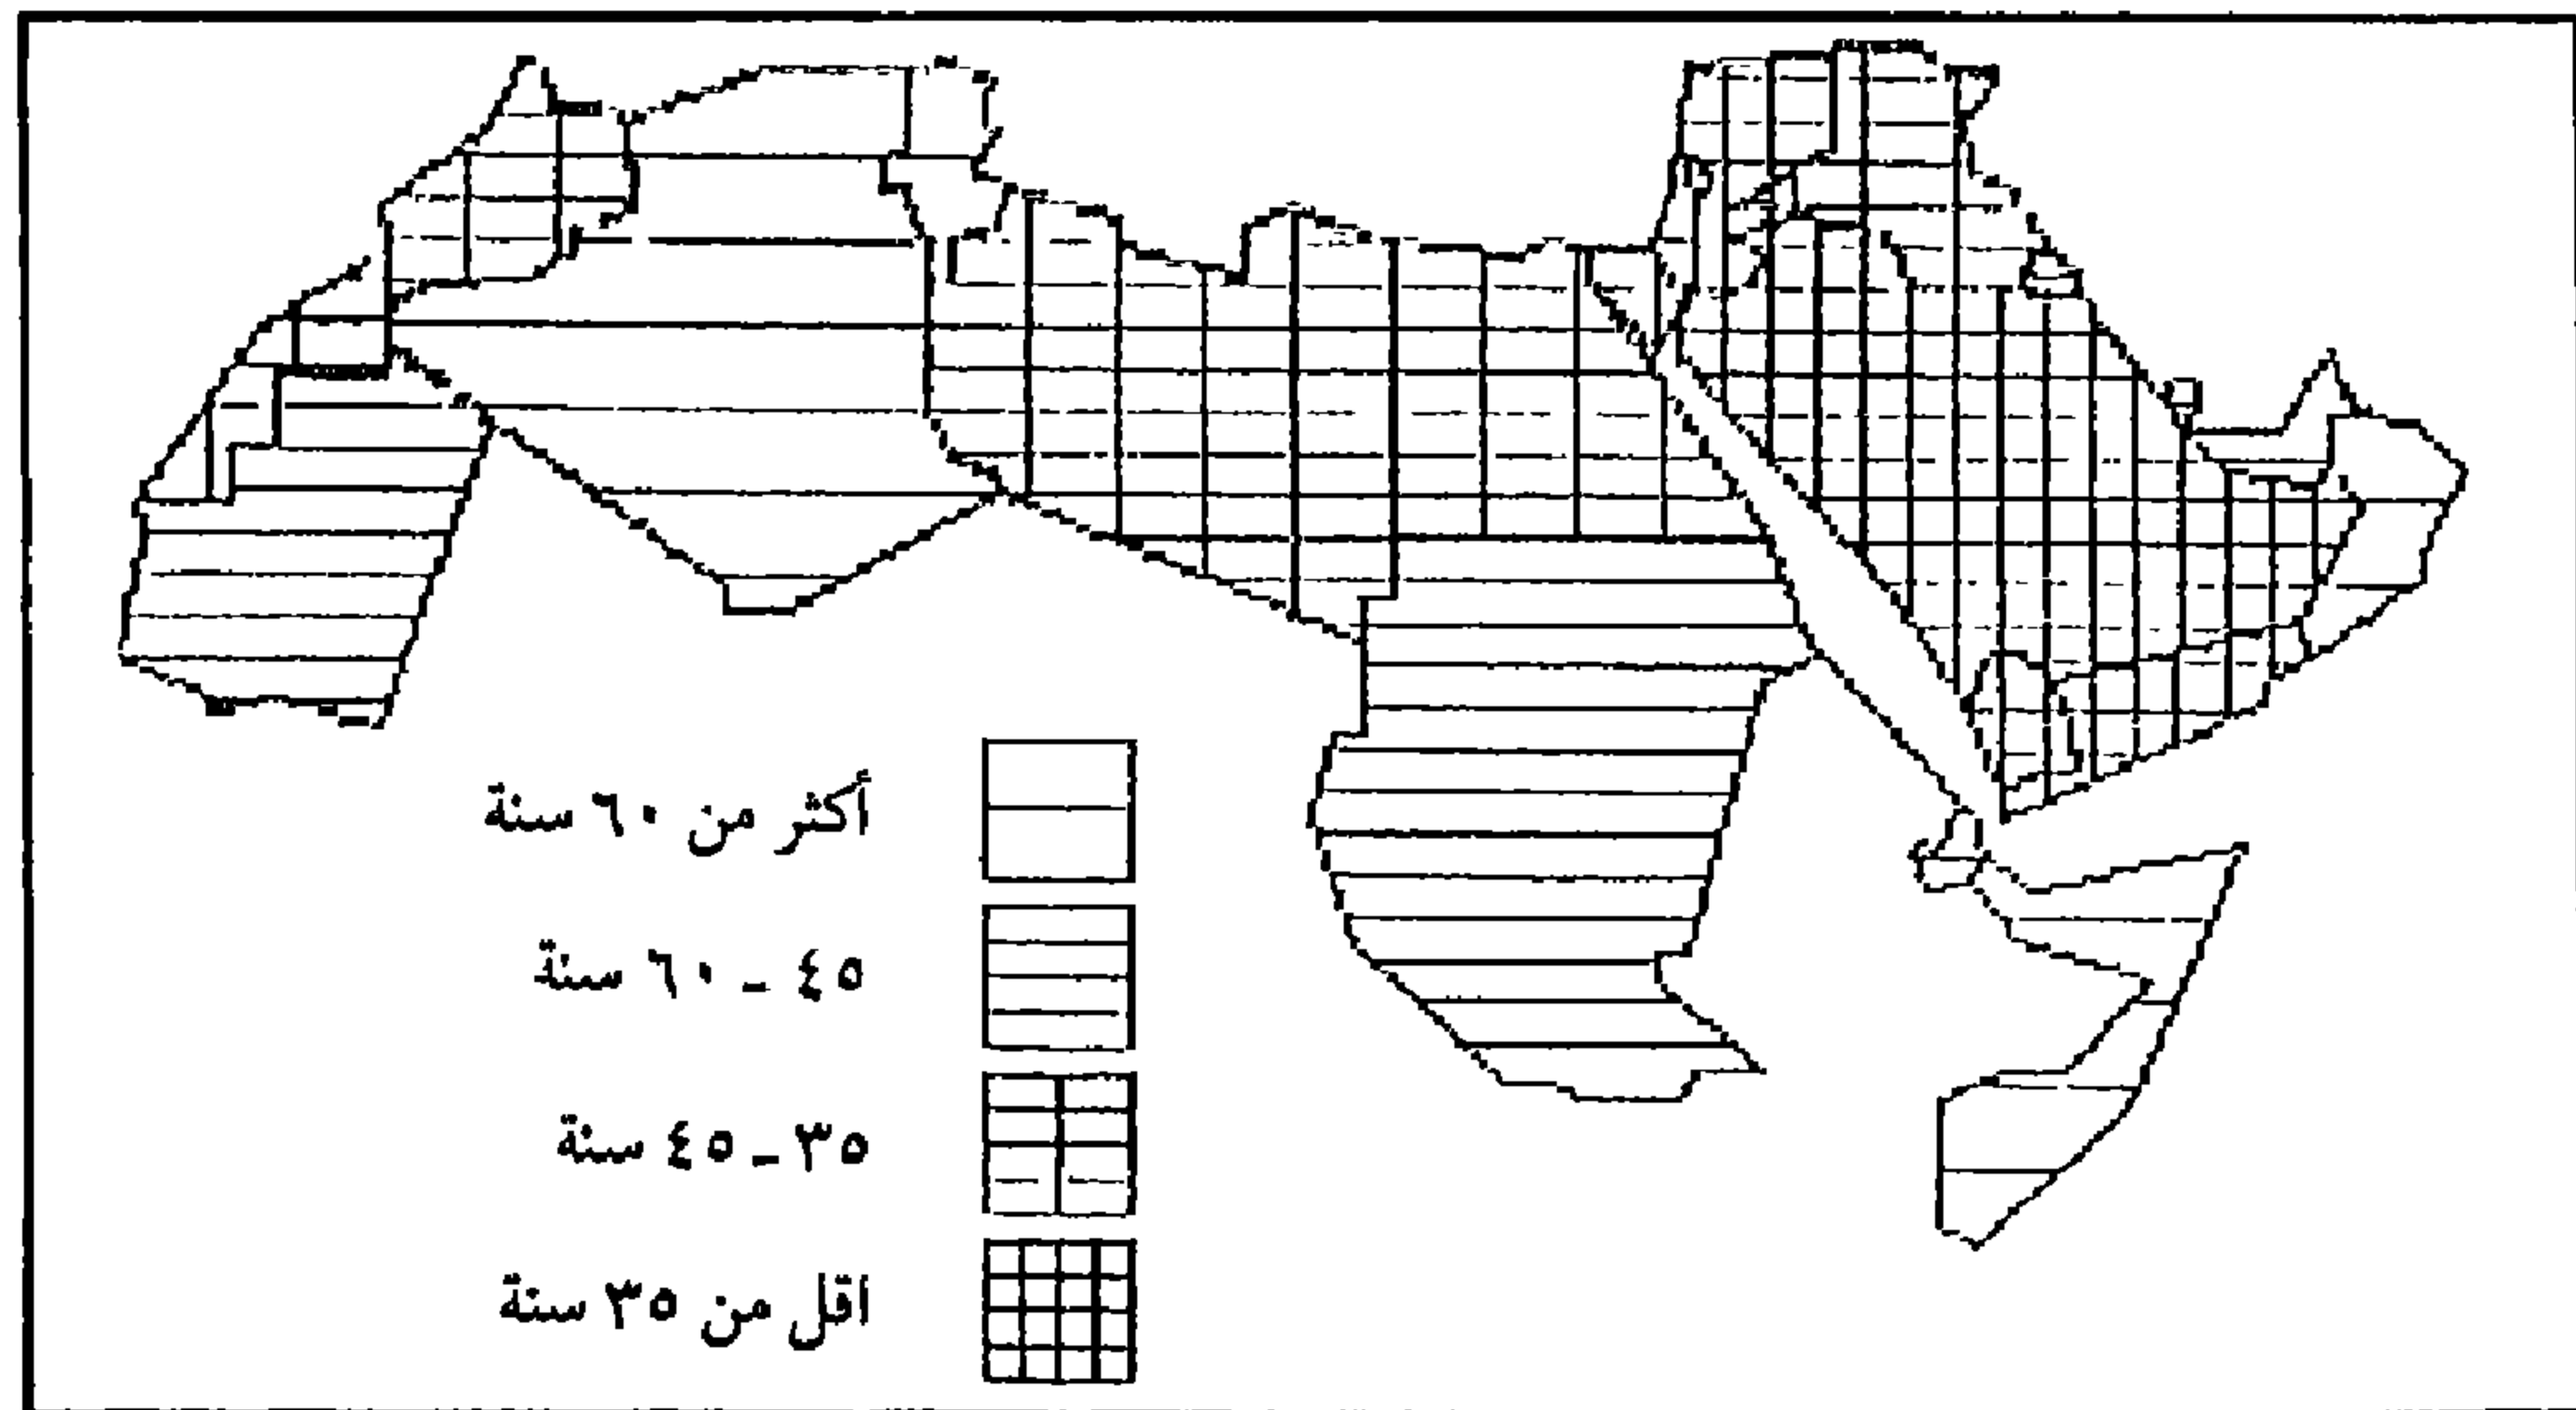 أكثر من ٦٠ سنة
٤٥ - ٦٠ سنة
٣٥ - ٤٥ سنة
اقل من ٣٥ سنة